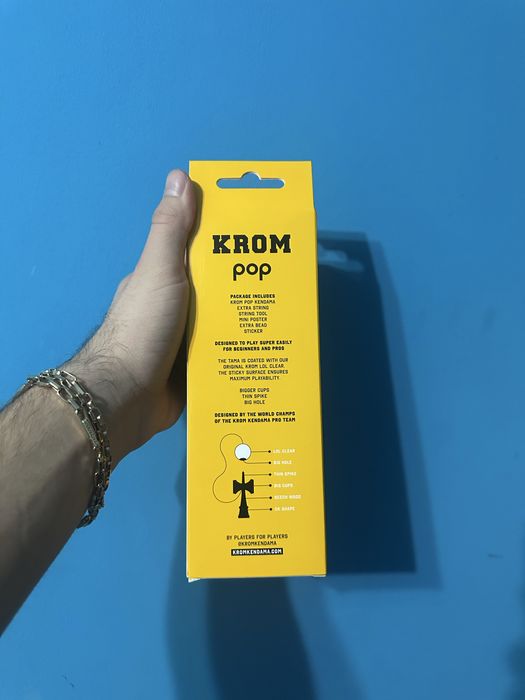 KROM
pop
PACKAGE INCLUDES
KROM POP KENDAMA
EXTRA STRING
STRING TOOL
MINI POSTER
EXTRA BEAD
STICKER
DESIGNED TO PLAY SUPER EASILY
FOR BEGINNERS AND PROS
THE TAMA IS COATED WITH OUR
ORIGINAL KROM LOL CLEAR.
THE STICKY SURFACE ENSURES
MAXIMUM PLAYABILITY.
BIGGER CUPS
THIN SPIKE
BIG HOLE
DESIGNED BY THE WORLD CHAMPS
OF THE KROM KENDAMA PRO TEAM
LOL CLEAR
BIG HOLE
THIN SPIKE
BIG CUPS
BEECH WOOD
DK SHAPE
BY PLAYERS FOR PLAYERS
@KROMKENDAMA
KROMKENDAMA.COM